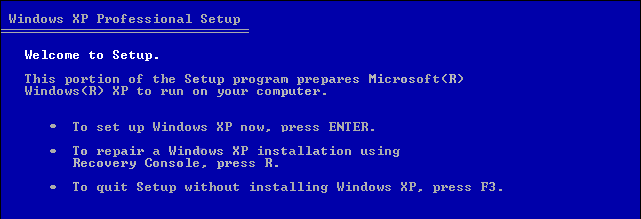 Windows XP Professional Setup
Welcome to Setup.
This portion of the Setup program prepares Microsoft(R)
Windows(R) XP to run on your computer.
• To set up Windows XP now, press ENTER.
• To repair a Windows XP installation using
Recovery Console, press R.
• To quit Setup without installing Windows XP, press F3.